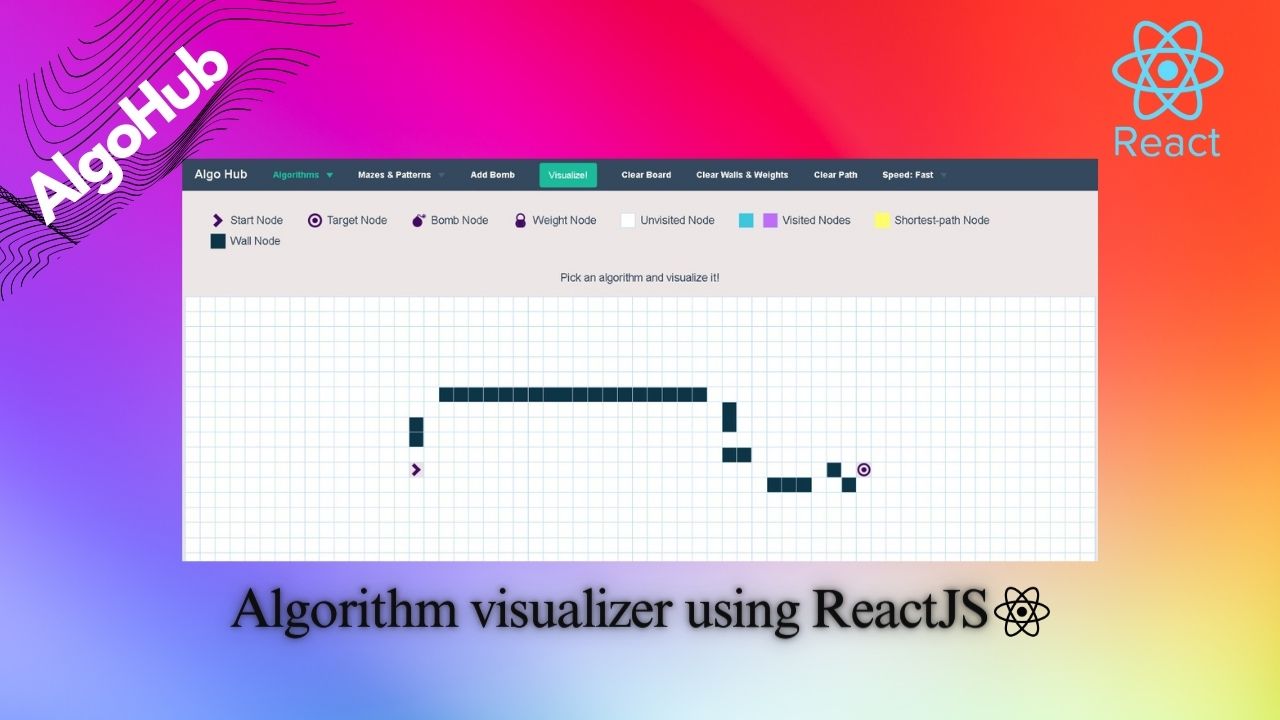 AlgoHub
React
Algo Hub Algorithms Mazes & Patterns Add Bomb Visualize! Clear Board Clear Walls & Weights Clear Path Speed: Fast
Start Node Target Node Bomb Node Weight Node Unvisited Node Visited Nodes Shortest-path Node
Wall Node
Pick an algorithm and visualize it!
Algorithm visualizer using ReactJS